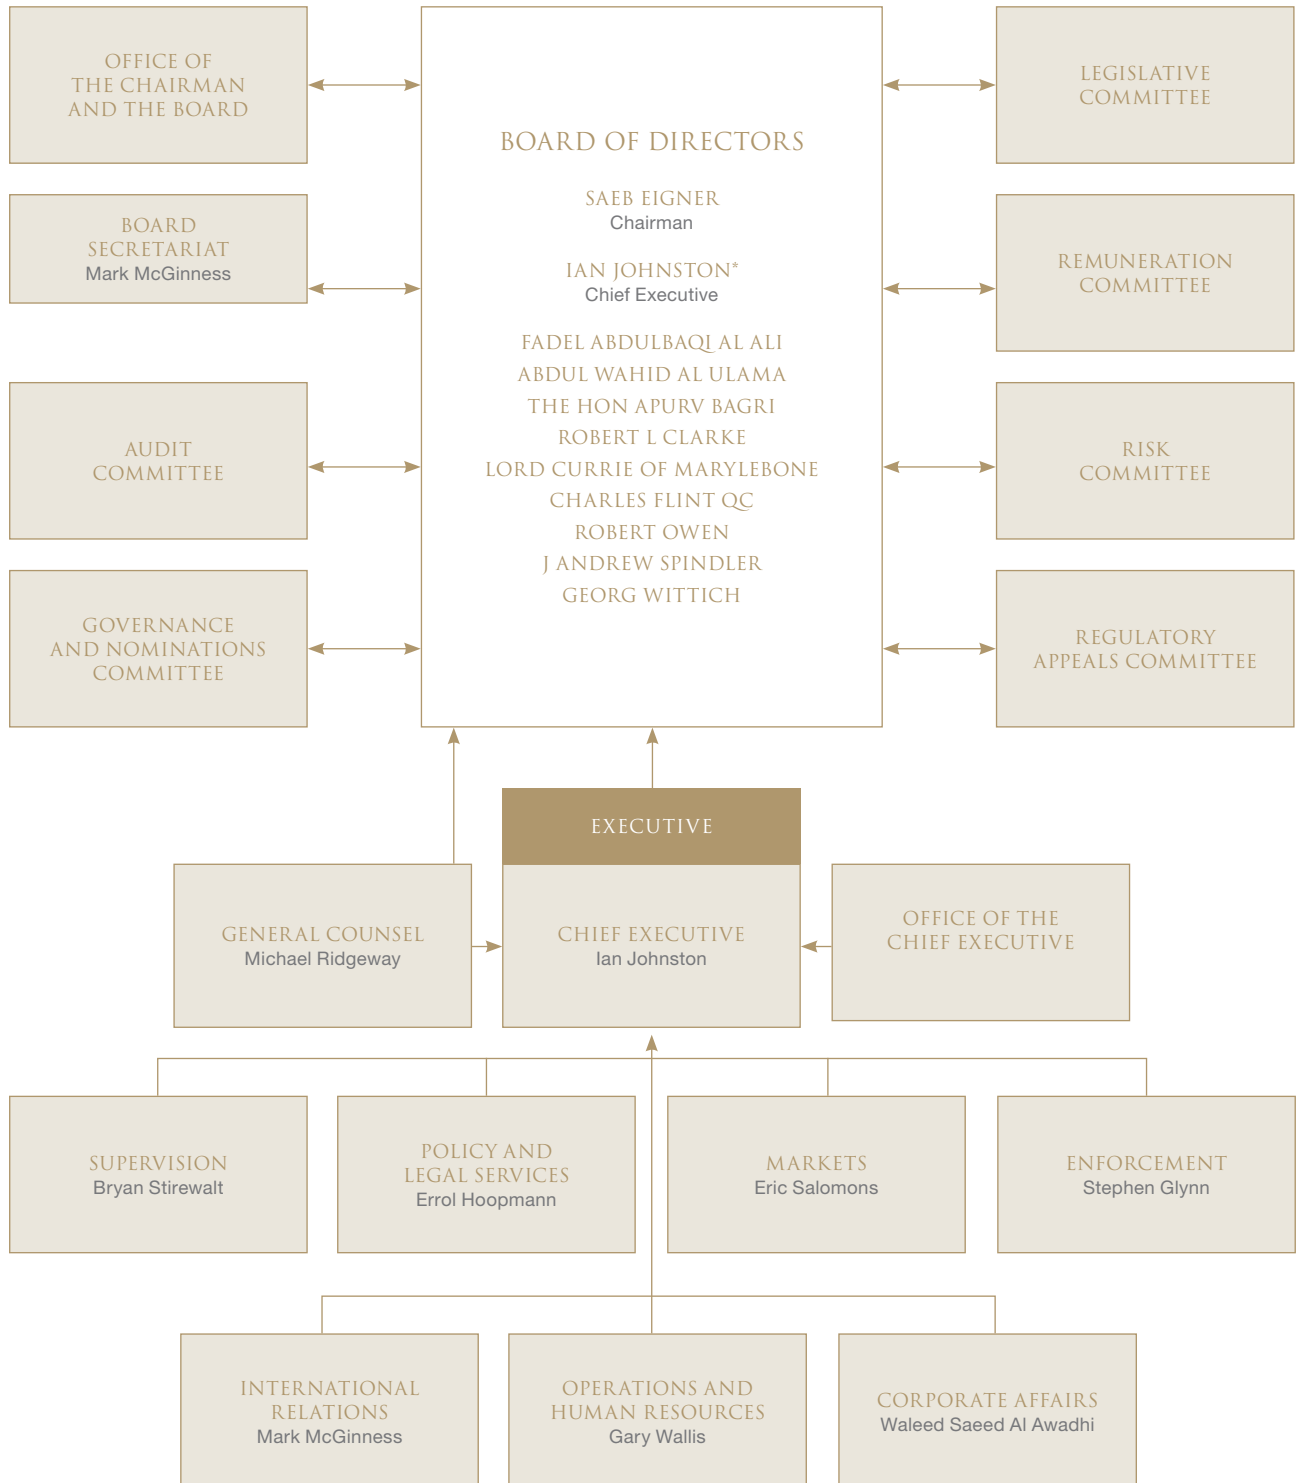 OFFICE OF
THE CHAIRMAN
AND THE BOARD
BOARD
SECRETARIAT
Mark McGinness
AUDIT
COMMITTEE
GOVERNANCE
AND NOMINATIONS
COMMITTEE
BOARD OF DIRECTORS
SAEB EIGNER
Chairman
IAN JOHNSTON*
Chief Executive
FADEL ABDULBAQI AL ALI
ABDUL WAHID AL ULAMA
THE HON APURV BAGRI
ROBERT L CLARKE
LORD CURRIE OF MARYLEBONE
CHARLES FLINT QC
ROBERT OWEN
J ANDREW SPINDLER
GEORG WITTICH
LEGISLATIVE
COMMITTEE
REMUNERATION
COMMITTEE
RISK
COMMITTEE
REGULATORY
APPEALS COMMITTEE
EXECUTIVE
GENERAL COUNSEL
Michael Ridgeway
CHIEF EXECUTIVE
Ian Johnston
OFFICE OF THE
CHIEF EXECUTIVE
SUPERVISION
Bryan Stirewalt
POLICY AND
LEGAL SERVICES
Errol Hoopmann
MARKETS
Eric Salomons
ENFORCEMENT
Stephen Glynn
INTERNATIONAL
RELATIONS
Mark McGinness
OPERATIONS AND
HUMAN RESOURCES
Gary Wallis
CORPORATE AFFAIRS
Waleed Saeed Al Awadhi